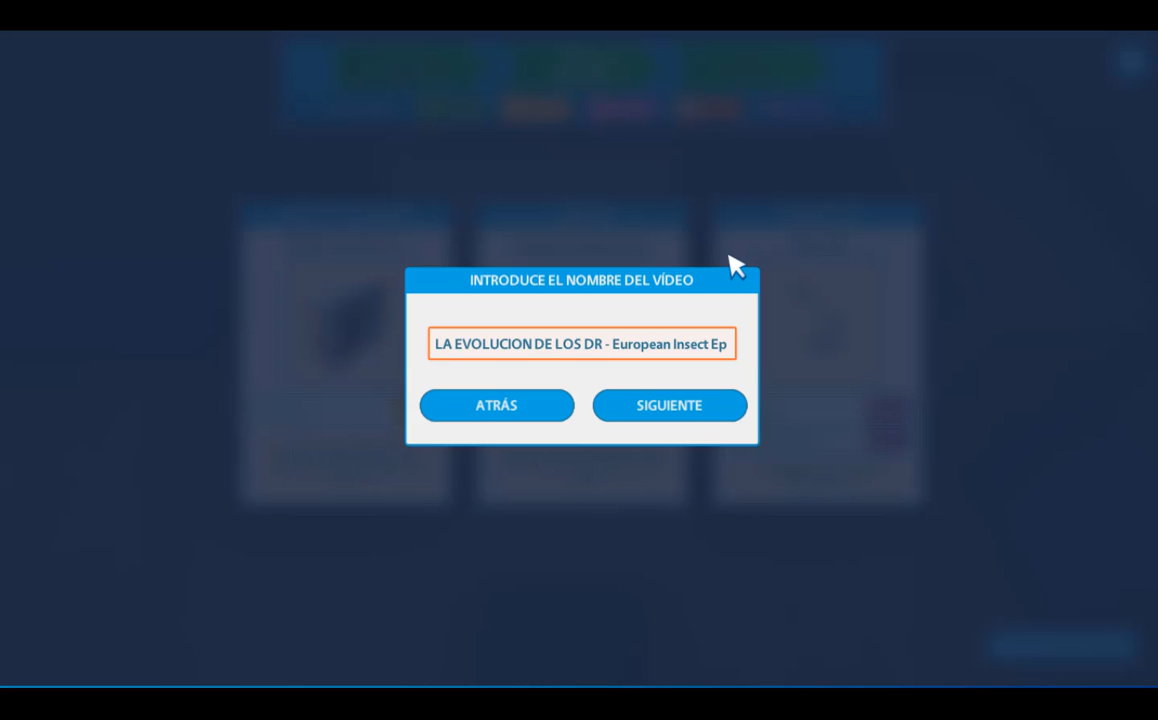 INTRODUCE EL NOMBRE DEL VÍDEO
LA EVOLUCION DE LOS DR - European Insect Ep
ATRÁS
SIGUIENTE